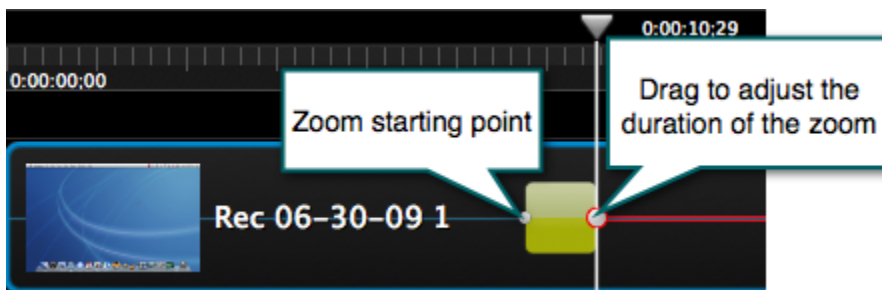 0:00:10;29
0:00:00;00
Zoom starting point
Drag to adjust the
duration of the zoom
Rec 06-30-09 1